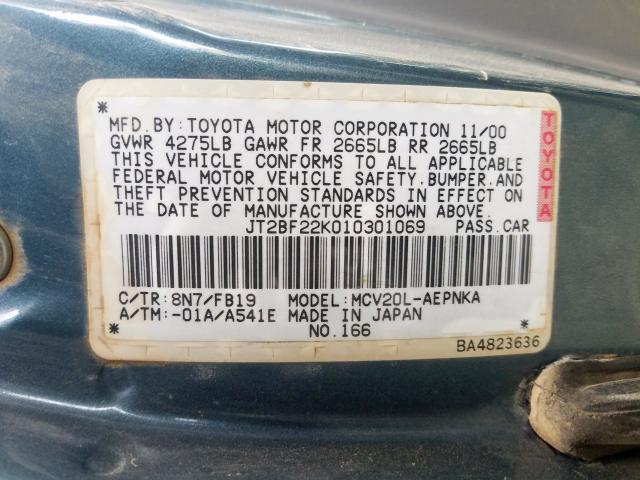 MFD.BY:TOYOTA MOTOR CORPORATION 11/00
GVWR 4275LB GAWR FR 2665LB RR 2665LB
THIS VEHICLE CONFORMS TO ALL APPLICABLE
FEDERAL MOTOR VEHICLE SAFETY,BUMPER,AND
THEFT PREVENTION STANDARDS IN EFFECT ON
THE DATE OF MANUFACTURE SHOWN ABOVE.
JT2BF22K010301069 PASS.CAR
C/TR:8N7/FB19 MODEL:MCV20L-AEPNKA
A/TM:-01A/A541E MADE IN JAPAN
NO.166
BA4823636
TOYOTA